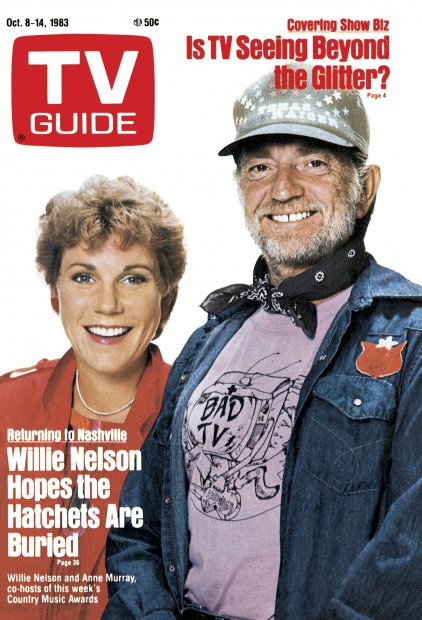 Oct. 8-14, 1983
50¢
TV
GUIDE
®
Covering Show Biz
Is TV Seeing Beyond
the Glitter?
Page 4
TEXAS
BAD
TV
Returning to Nashville
Willie Nelson
Hopes the
Hatchets Are
Buried
Page 36
Willie Nelson and Anne Murray,
co-hosts of this week's
Country Music Awards